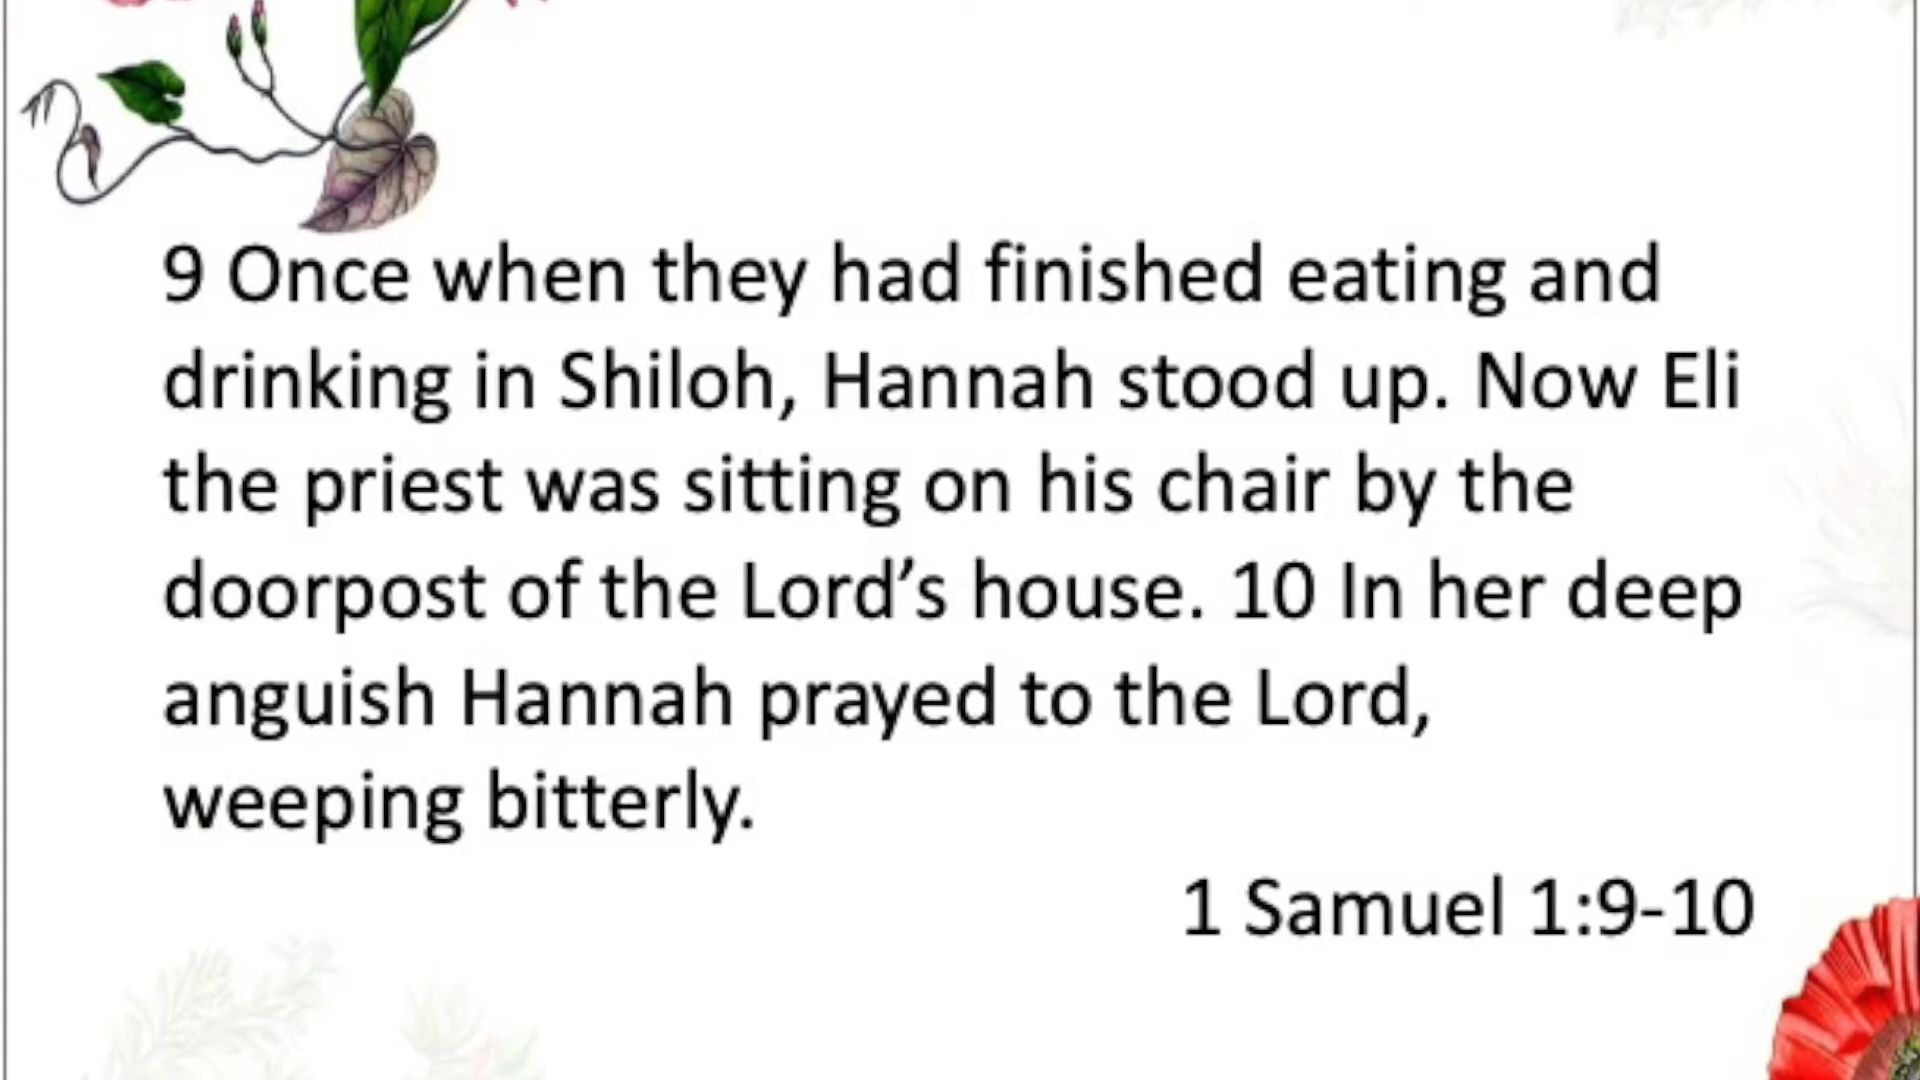 9 Once when they had finished eating and
drinking in Shiloh, Hannah stood up. Now Eli
the priest was sitting on his chair by the
doorpost of the Lord’s house. 10 In her deep
anguish Hannah prayed to the Lord,
weeping bitterly.
1 Samuel 1:9-10